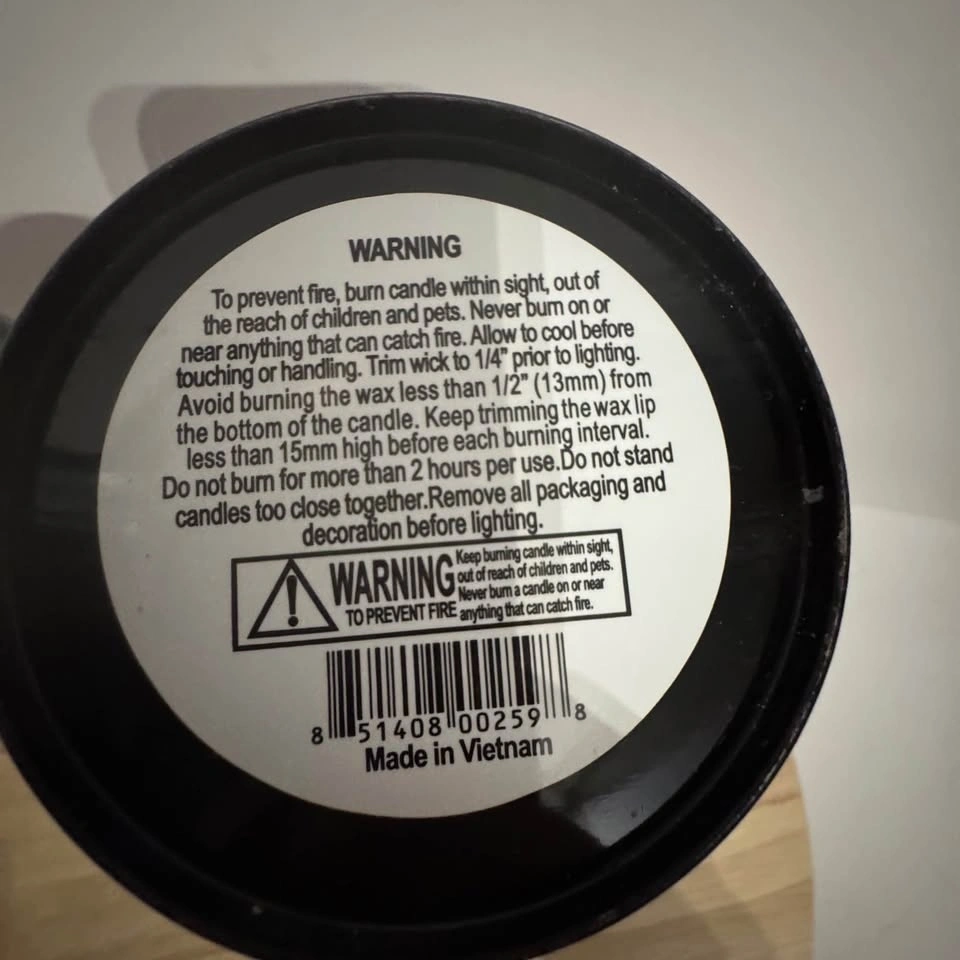 WARNING
To prevent fire, burn candle within sight, out of
the reach of children and pets. Never burn on or
near anything that can catch fire. Allow to cool before
touching or handling. Trim wick to 1/4" prior to lighting.
Avoid burning the wax less than 1/2" (13mm) from
the bottom of the candle. Keep trimming the wax lip
less than 15mm high before each burning interval.
Do not burn for more than 2 hours per use.Do not stand
candles too close together.Remove all packaging and
decoration before lighting.
WARNING
TO PREVENT FIRE
Keep burning candle within sight,
out of reach of children and pets.
Never burn a candle on or near
anything that can catch fire.
8 51408 00259 8
Made in Vietnam